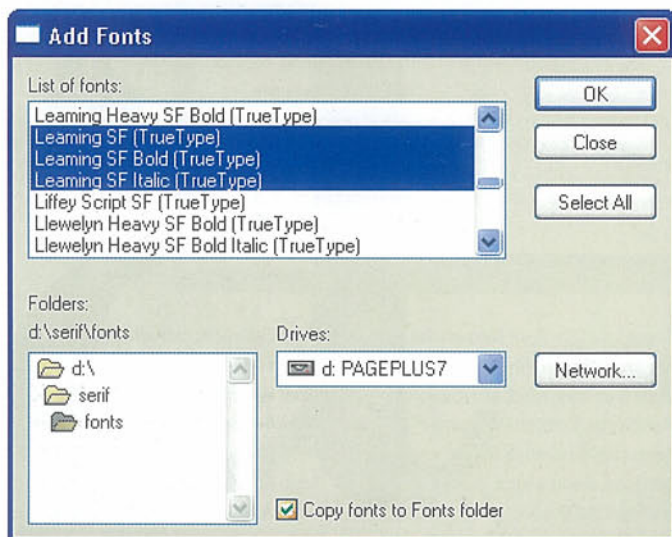 Add Fonts
List of fonts:
Leaming Heavy SF Bold (TrueType)
Leaming SF (TrueType)
Leaming SF Bold (TrueType)
Leaming SF Italic (TrueType)
Liffey Script SF (TrueType)
Llewelyn Heavy SF Bold (TrueType)
Llewelyn Heavy SF Bold Italic (TrueType)
OK
Close
Select All
Folders:
d:\serif\fonts
d:\
serif
fonts
Drives:
d: PAGEPLUS7
Network...
Copy fonts to Fonts folder